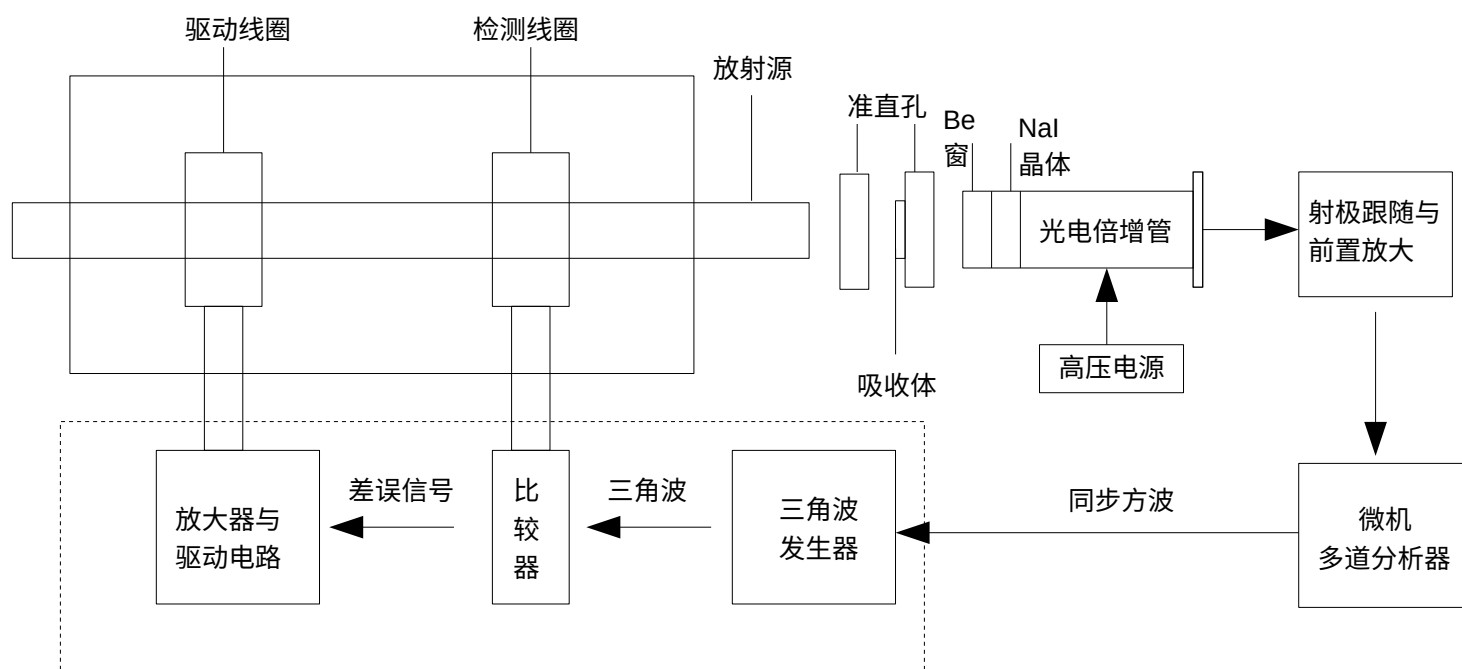 驱动线圈
检测线圈
放射源
准直孔
Be
窗
NaI
晶体
光电倍增管
射极跟随与
前置放大
高压电源
吸收体
放大器与
驱动电路
差误信号
比
较
器
三角波
三角波
发生器
同步方波
微机
多道分析器